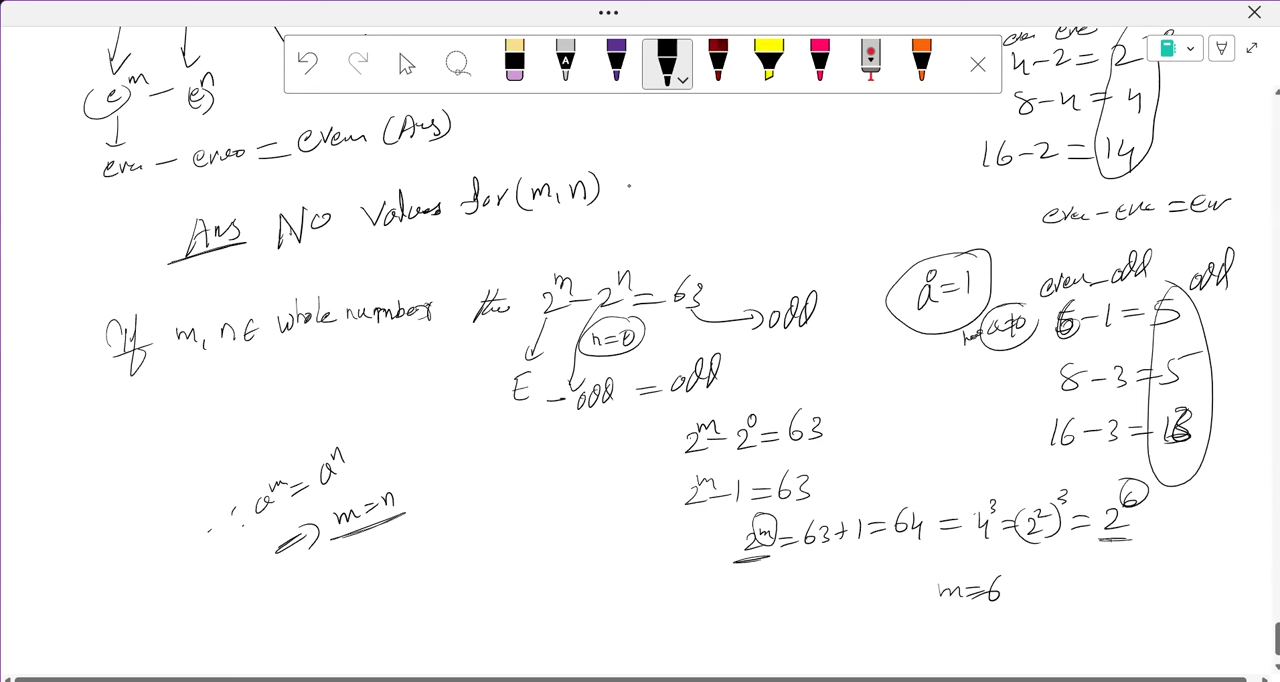 (e)^m - (e)^n
even - even = even (Ans)
Ans No values for (m, n)
If m, n ∈ whole numbers the 2^m - 2^n = 63 → odd
n=0
E - odd = odd
2^m - 2^0 = 63
2^m - 1 = 63
2^m = 63 + 1 = 64 = 4^3 = (2^2)^3 = 2^6
m = 6
∴ a^m = a^n
⇒ m = n
4 - 2 = 2
8 - 4 = 4
16 - 2 = 14
even - eve = ev
a^0 = 1
a≠0
even - odd odd
6 - 1 = 5
8 - 3 = 5
16 - 3 = 13